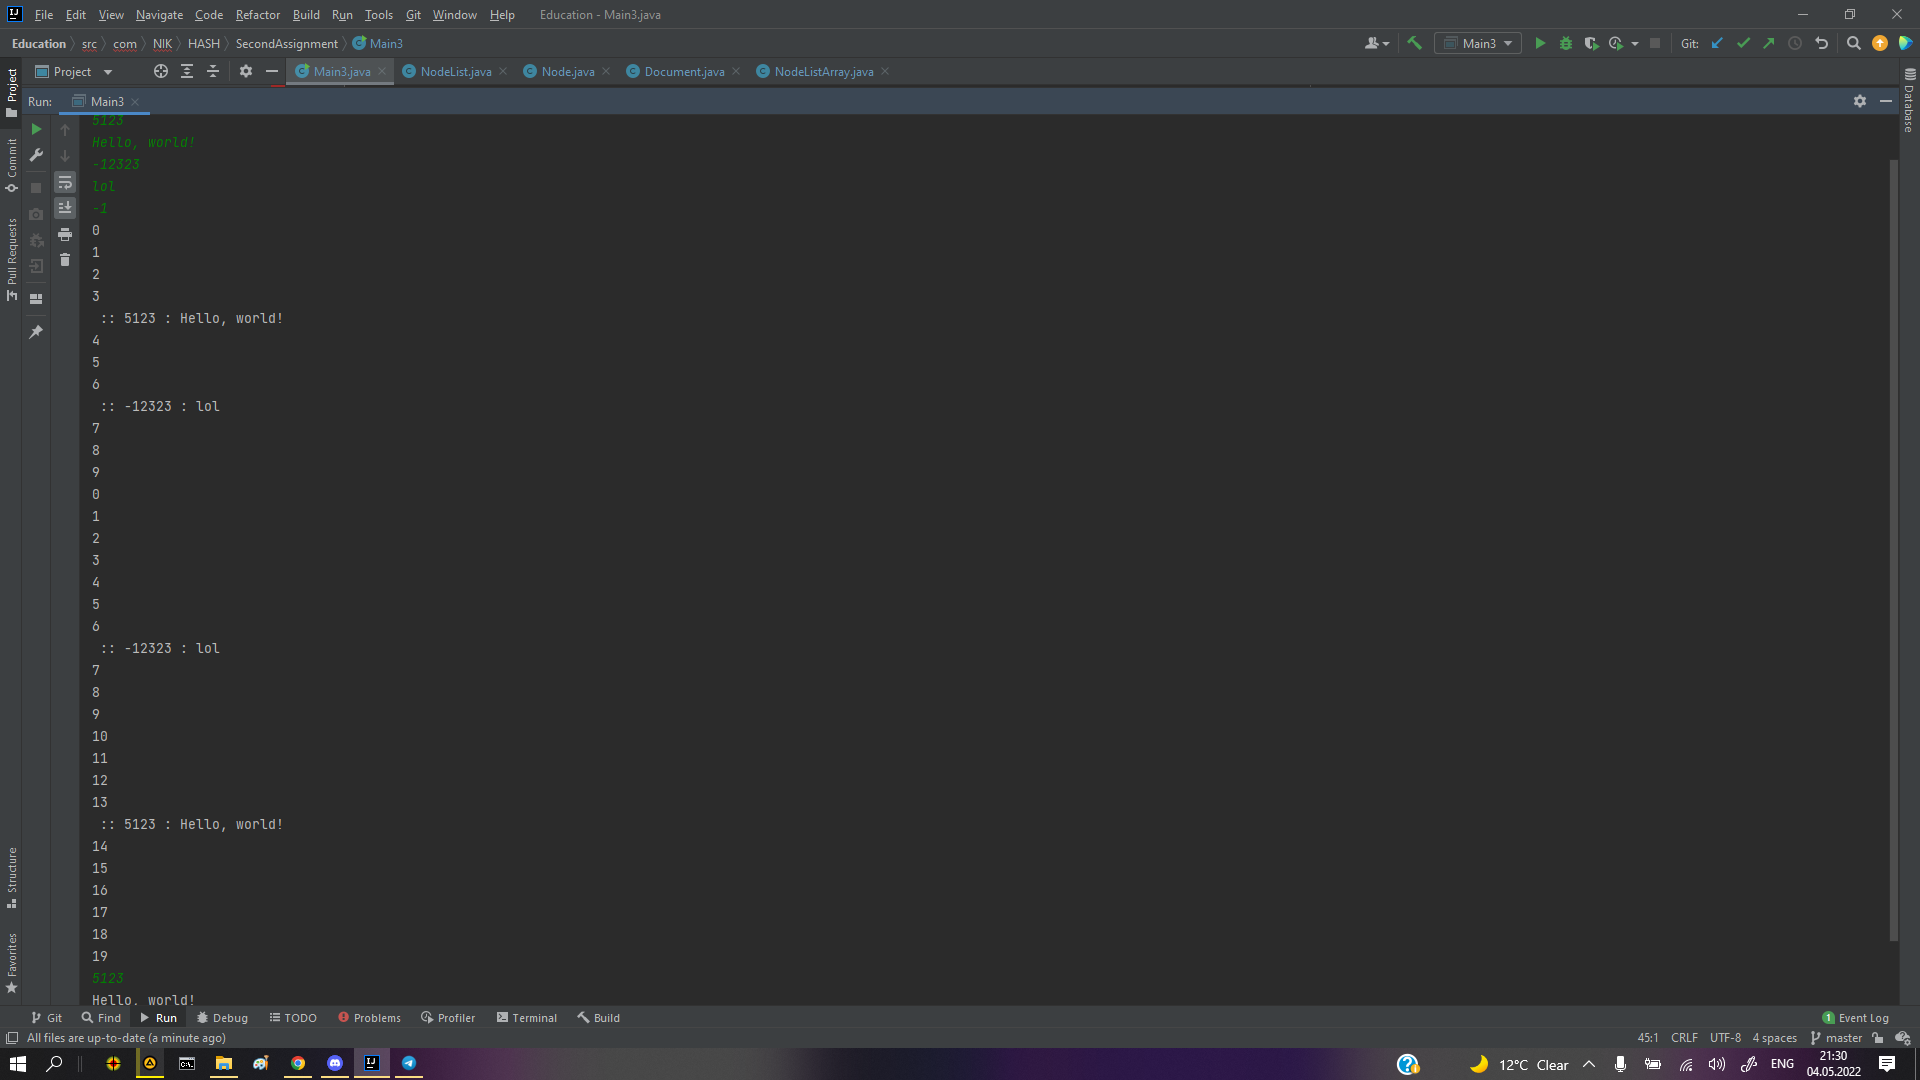 File Edit View Navigate Code Refactor Build Run Tools Git Window Help Education - Main3.java
Education src com NIK HASH SecondAssignment Main3 Main3 Git:
Project Main3.java NodeList.java Node.java Document.java NodeListArray.java
Run: Main3
Project
Commit
Pull Requests
Structure
Favorites
Database
5123
Hello, world!
-12323
lol
-1
0
1
2
3
:: 5123 : Hello, world!
4
5
6
:: -12323 : lol
7
8
9
0
1
2
3
4
5
6
:: -12323 : lol
7
8
9
10
11
12
13
:: 5123 : Hello, world!
14
15
16
17
18
19
5123
Hello, world!
Git Find Run Debug TODO Problems Profiler Terminal Build 1 Event Log
All files are up-to-date (a minute ago) 45:1 CRLF UTF-8 4 spaces master
12°C Clear ENG 21:30
04.05.2022